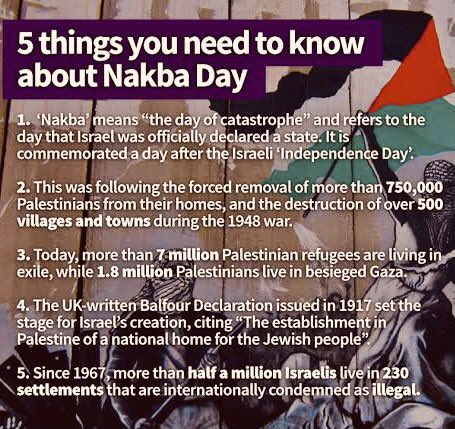 5 things you need to know
about Nakba Day
1. ‘Nakba’ means “the day of catastrophe” and refers to the
day that Israel was officially declared a state. It is
commemorated a day after the Israeli ‘Independence Day’.
2. This was following the forced removal of more than 750,000
Palestinians from their homes, and the destruction of over 500
villages and towns during the 1948 war.
3. Today, more than 7 million Palestinian refugees are living in
exile, while 1.8 million Palestinians live in besieged Gaza.
4. The UK-written Balfour Declaration issued in 1917 set the
stage for Israel’s creation, citing “The establishment in
Palestine of a national home for the Jewish people”.
5. Since 1967, more than half a million Israelis live in 230
settlements that are internationally condemned as illegal.